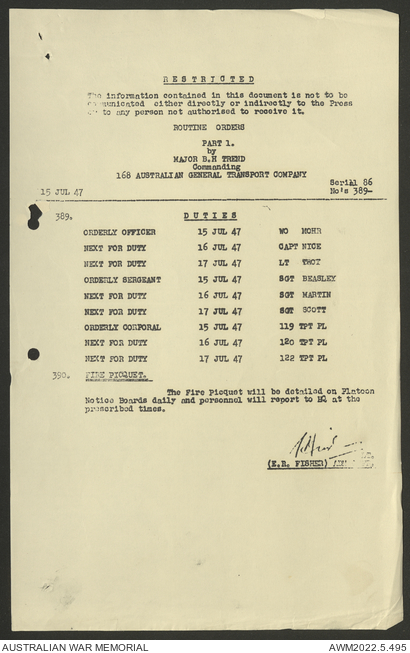 RESTRICTED
The information contained in this document is not to be
communicated either directly or indirectly to the Press
or to any person not authorised to receive it.
ROUTINE ORDERS
PART 1.
by
MAJOR B.H TREND
Commanding
168 AUSTRALIAN GENERAL TRANSPORT COMPANY
Serial 86
15 JUL 47 No's 389-
389. DUTIES
ORDERLY OFFICER 15 JUL 47 WO MOHR
NEXT FOR DUTY 16 JUL 47 CAPT NICE
NEXT FOR DUTY 17 JUL 47 LT
ORDERLY SERGEANT 15 JUL 47 SGT BEASLEY
NEXT FOR DUTY 16 JUL 47 SGT MARTIN
NEXT FOR DUTY 17 JUL 47 SGT SCOTT
ORDERLY CORPORAL 15 JUL 47 119 TPT PL
NEXT FOR DUTY 16 JUL 47 120 TPT PL
NEXT FOR DUTY 17 JUL 47 122 TPT PL
390. FIRE PICQUET.
The Fire Picquet will be detailed on Platoon
Notice Boards daily and personnel will report to HQ at the
prescribed times.
(E.R. FISHER)
AUSTRALIAN WAR MEMORIAL AWM2022.5.495